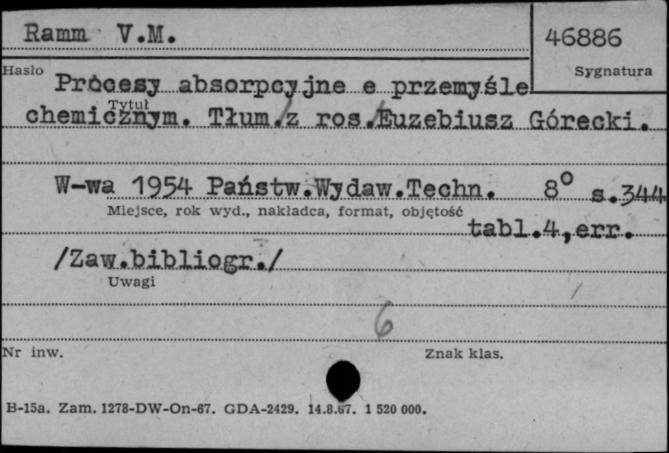 Ramm V.M.
46886
Hasło
Sygnatura
Procesy absorpcyjne e przemyśle
Tytuł
chemicznym. Tłum./z ros./Euzebiusz Górecki.
W-wa 1954 Państw.Wydaw.Techn. 8° s.344
Miejsce, rok wyd., nakładca, format, objętość
tabl.4,err.
/Zaw.bibliogr./
Uwagi
6
Nr inw.
Znak klas.
B-15a. Zam. 1278-DW-On-67. GDA-2429. 14.8.67. 1 520 000.